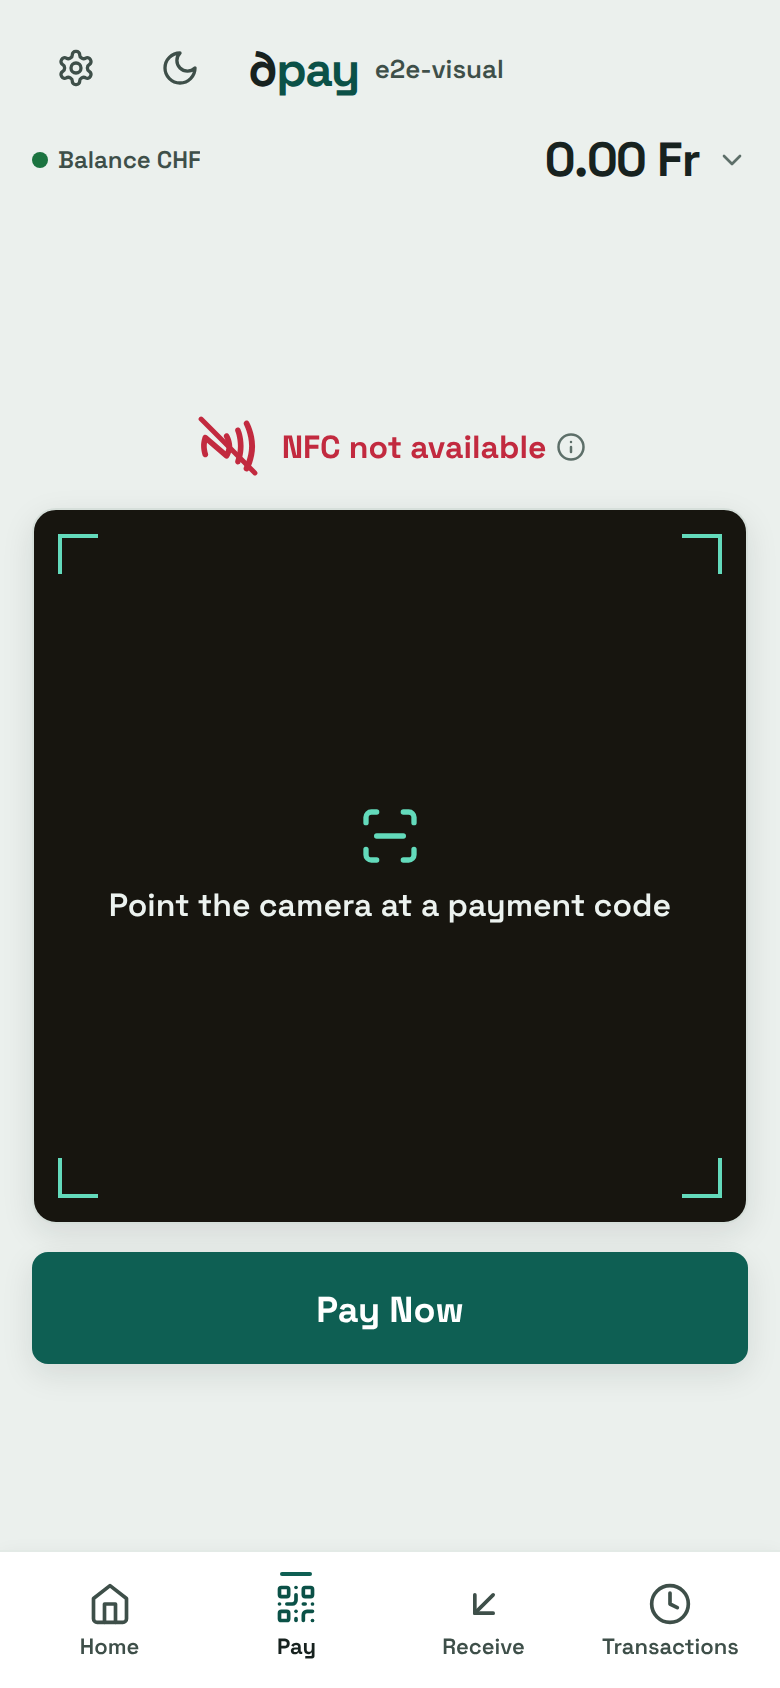 ∂pay e2e-visual
Balance CHF 0.00 Fr
NFC not available
Point the camera at a payment code
Pay Now
Home Pay Receive Transactions